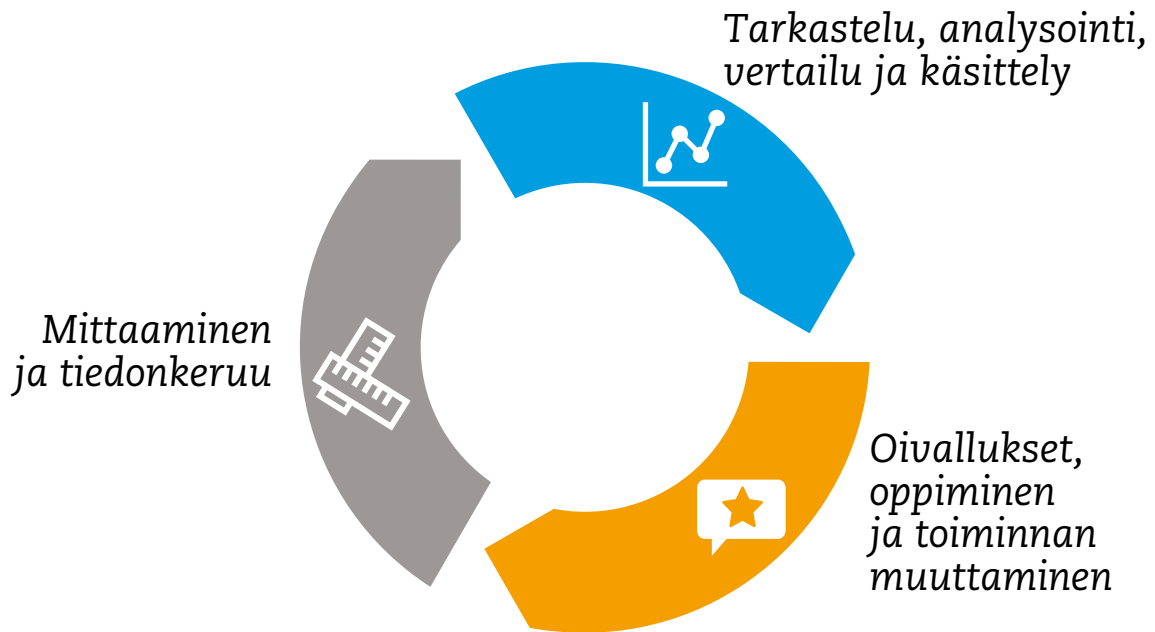 Tarkastelu, analysointi,
vertailu ja käsittely
Mittaaminen
ja tiedonkeruu
Oivallukset,
oppiminen
ja toiminnan
muuttaminen